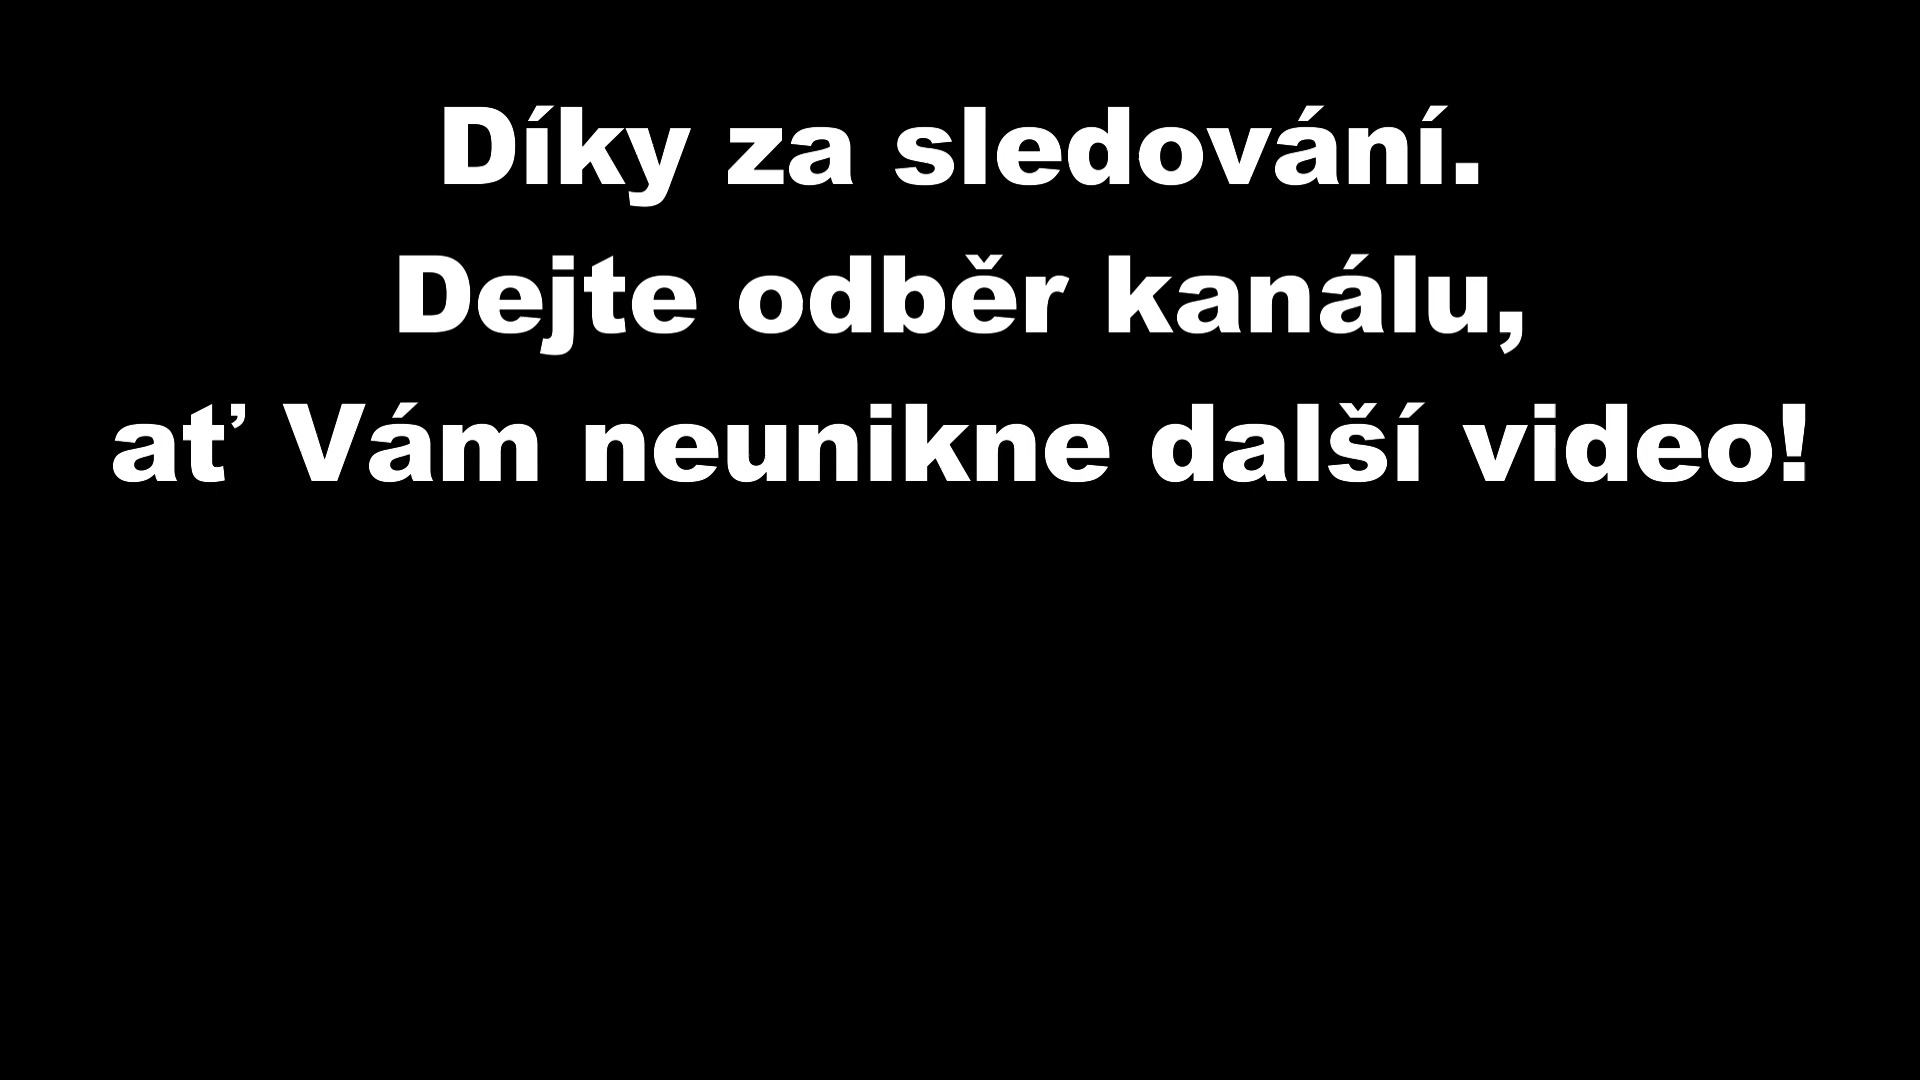 Díky za sledování.
Dejte odběr kanálu,
ať Vám neunikne další video!